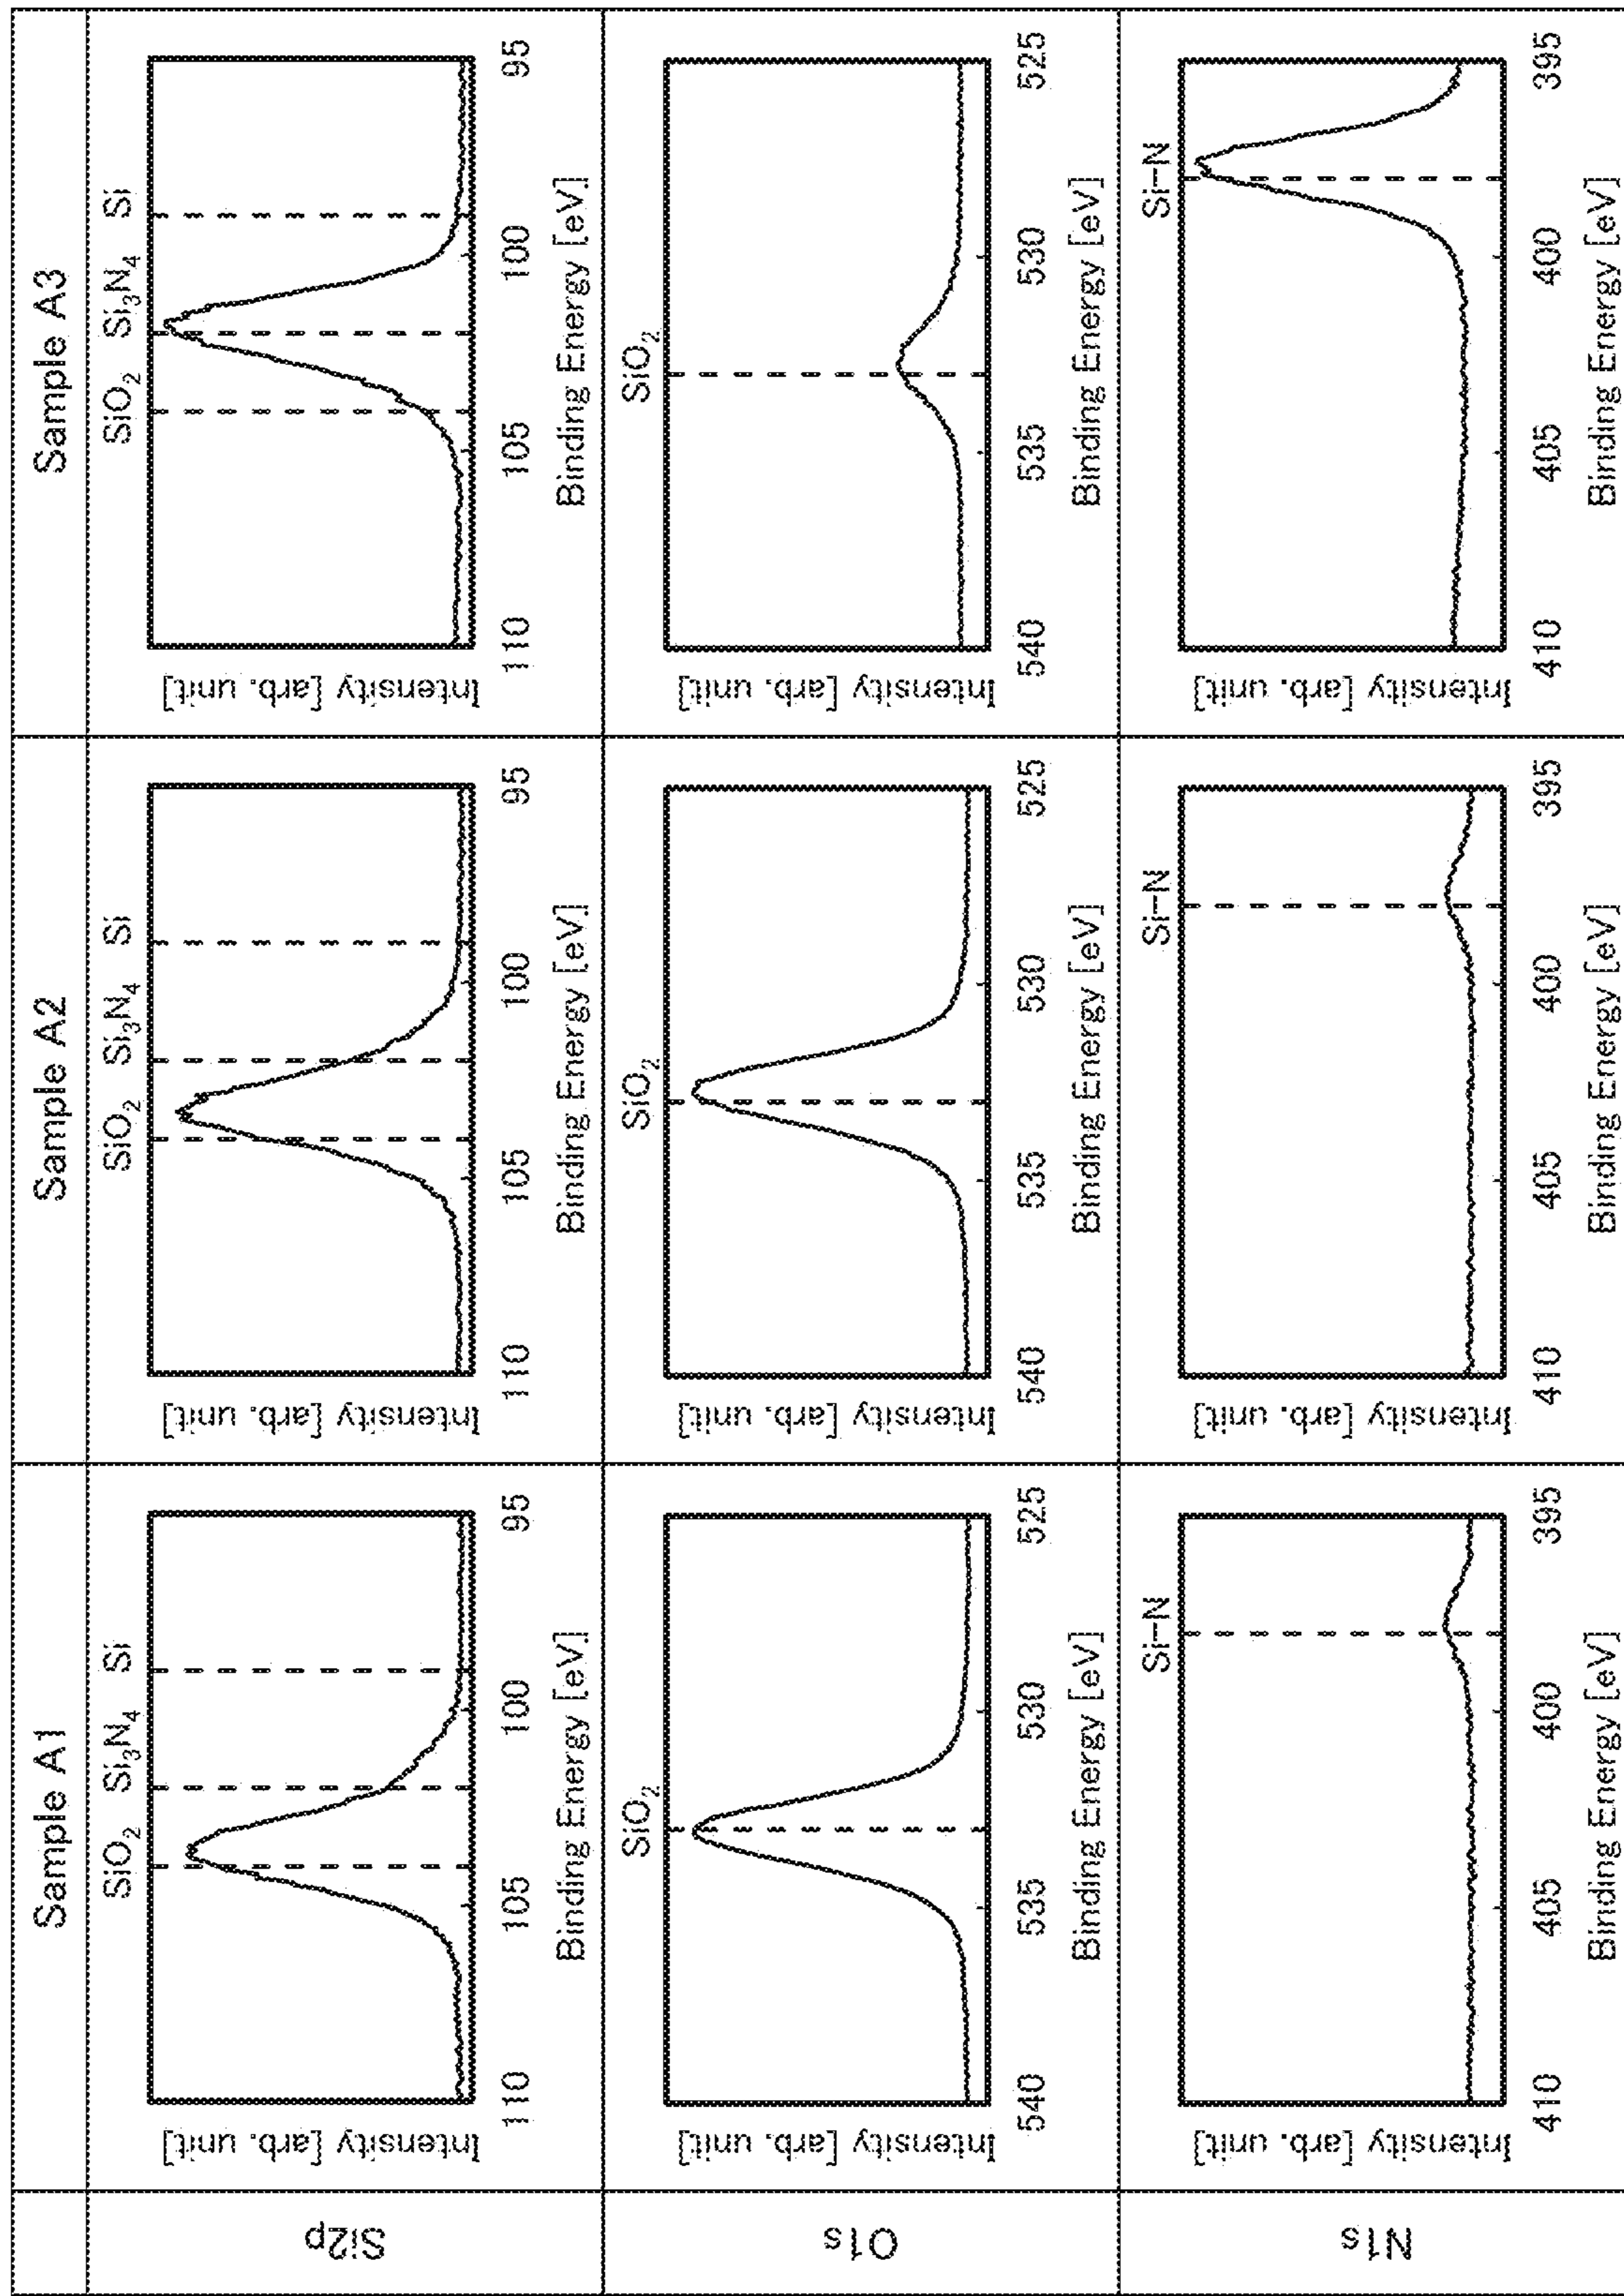 Sample A1
Sample A2
Sample A3
Si2p
Intensity [arb. unit]
SiO2 Si3N4 Si
110 105 100 95
Binding Energy [eV]
Intensity [arb. unit]
SiO2 Si3N4 Si
110 105 100 95
Binding Energy [eV]
Intensity [arb. unit]
SiO2 Si3N4 Si
110 105 100 95
Binding Energy [eV]
O1s
Intensity [arb. unit]
SiO2
540 535 530 525
Binding Energy [eV]
Intensity [arb. unit]
SiO2
540 535 530 525
Binding Energy [eV]
Intensity [arb. unit]
SiO2
540 535 530 525
Binding Energy [eV]
N1s
Intensity [arb. unit]
Si-N
410 405 400 395
Binding Energy [eV]
Intensity [arb. unit]
Si-N
410 405 400 395
Binding Energy [eV]
Intensity [arb. unit]
Si-N
410 405 400 395
Binding Energy [eV]